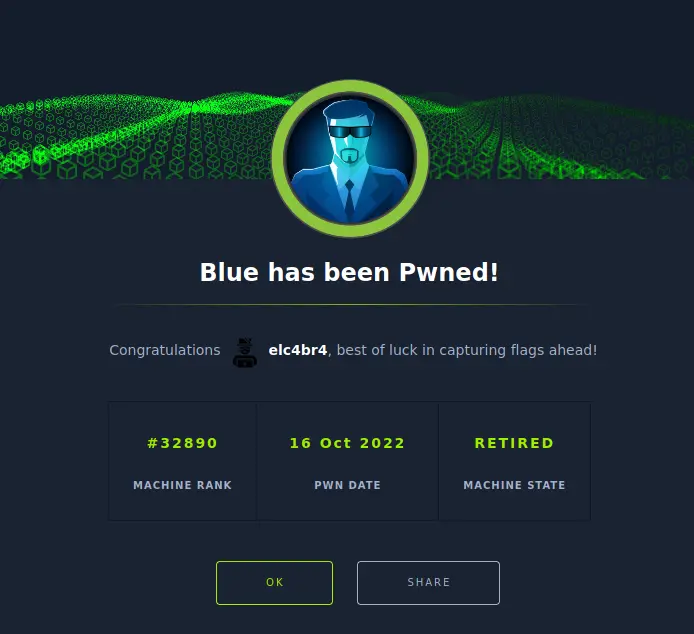 Blue has been Pwned!
Congratulations elc4br4, best of luck in capturing flags ahead!
#32890 16 Oct 2022 RETIRED
MACHINE RANK PWN DATE MACHINE STATE
OK SHARE